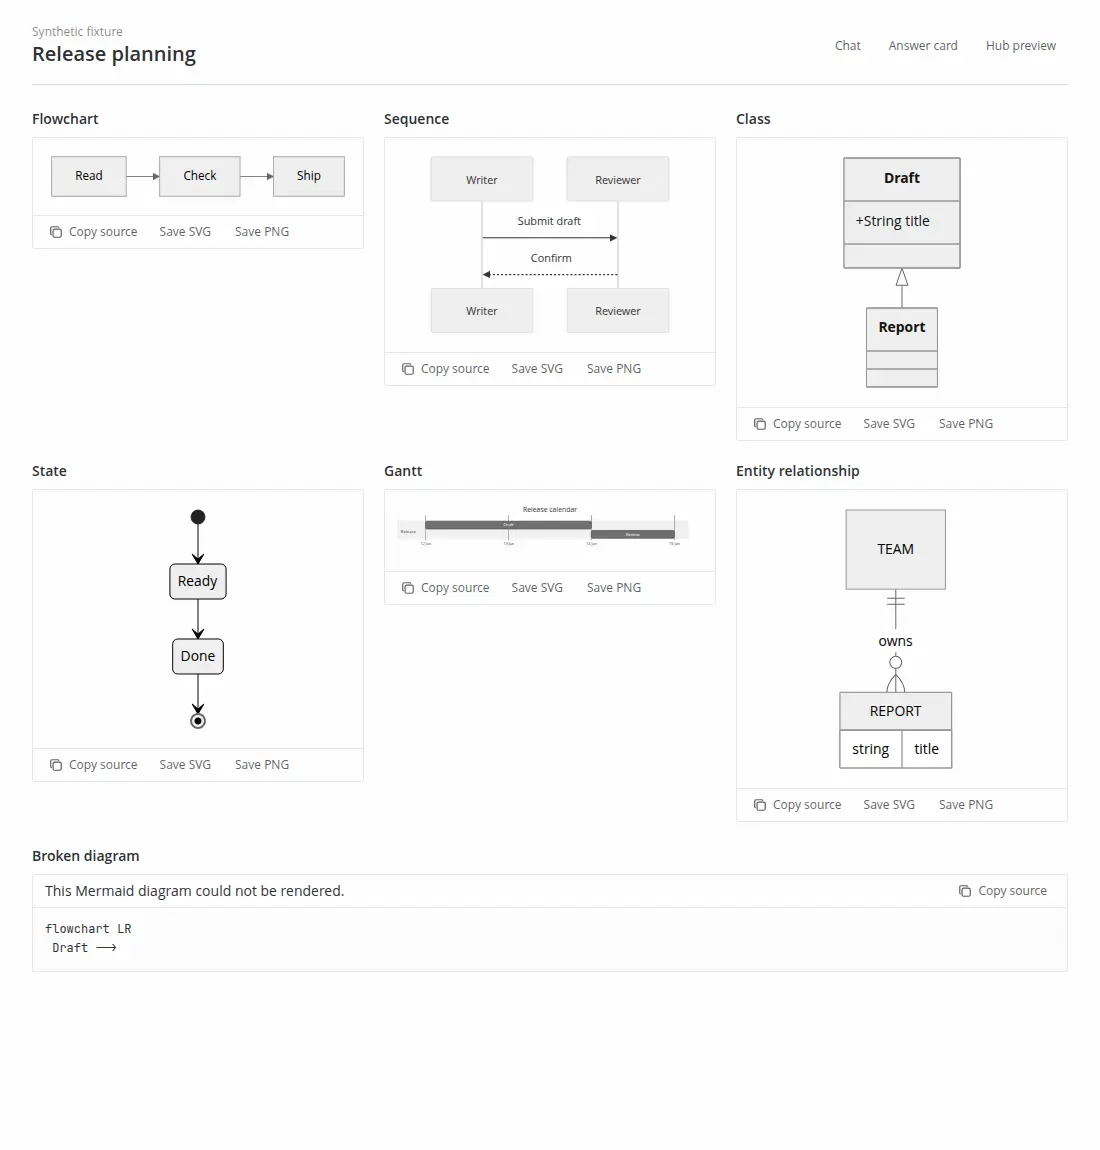 Synthetic fixture
Release planning
Chat Answer card Hub preview
Flowchart
Read Check Ship
Copy source Save SVG Save PNG
Sequence
Writer Reviewer
Submit draft
Confirm
Writer Reviewer
Copy source Save SVG Save PNG
Class
Draft
+String title
Report
Copy source Save SVG Save PNG
State
Ready
Done
Copy source Save SVG Save PNG
Gantt
Release calendar
Draft
Release
Review
Copy source Save SVG Save PNG
Entity relationship
TEAM
owns
REPORT
string title
Copy source Save SVG Save PNG
Broken diagram
This Mermaid diagram could not be rendered.
Copy source
flowchart LR
Draft -->